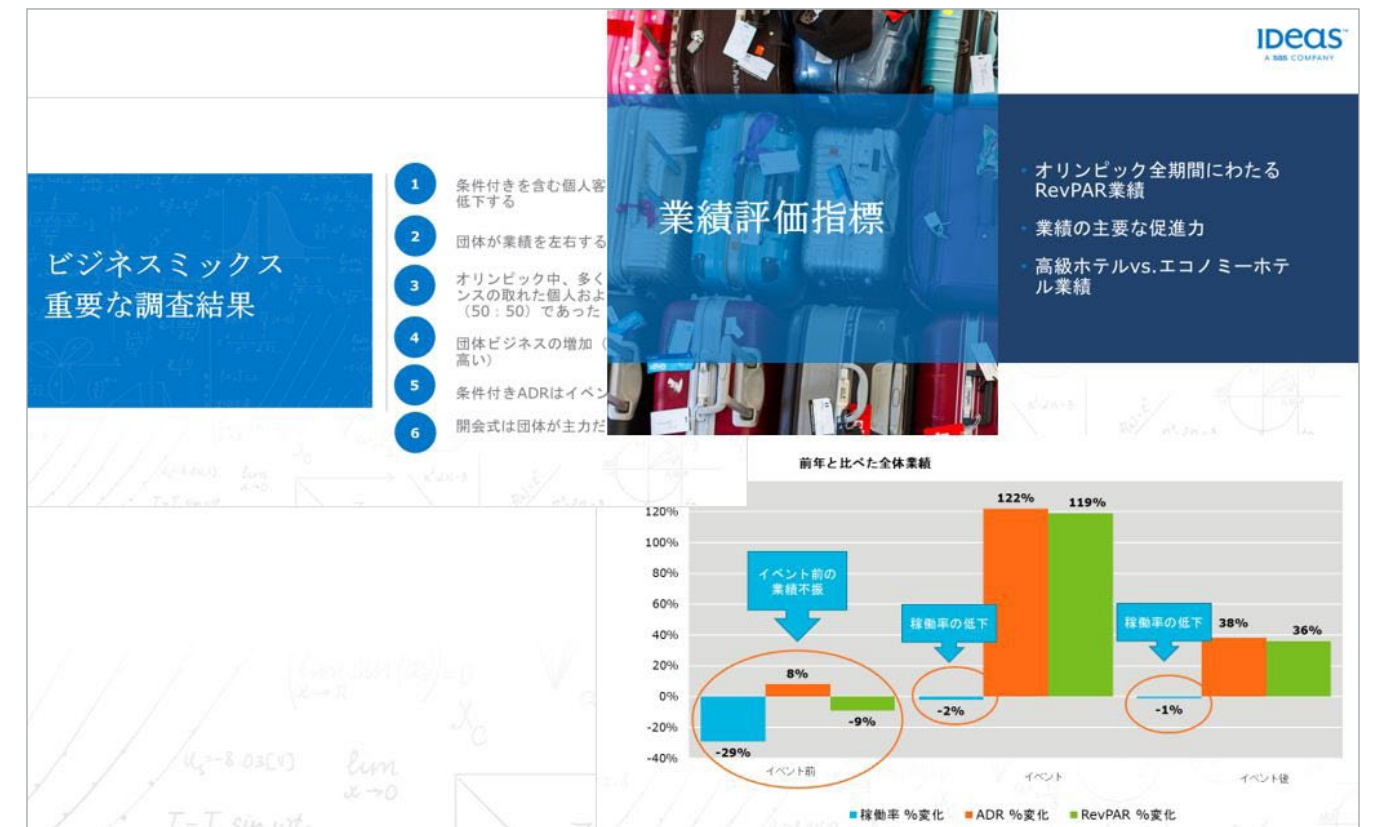 ビジネスミックス
重要な調査結果
1
条件付きを含む個人客
低下する
2
団体が業績を左右する
3
オリンピック中、多く
ンスの取れた個人およ
（50：50）であった
4
団体ビジネスの増加（
高い）
5
条件付きADRはイベン
6
開会式は団体が主力だ
IDeaS™
A SAS COMPANY
業績評価指標
オリンピック全期間にわたる
RevPAR業績
業績の主要な促進力
高級ホテルvs.エコノミーホテ
ル業績
前年と比べた全体業績
120%
100%
80%
60%
40%
20%
0%
-20%
-40%
イベント前の
業績不振
稼働率の低下
稼働率の低下
-29%
8%
-9%
-2%
122%
119%
-1%
38%
36%
イベント前
イベント
イベント後
稼働率 %変化
ADR %変化
RevPAR %変化